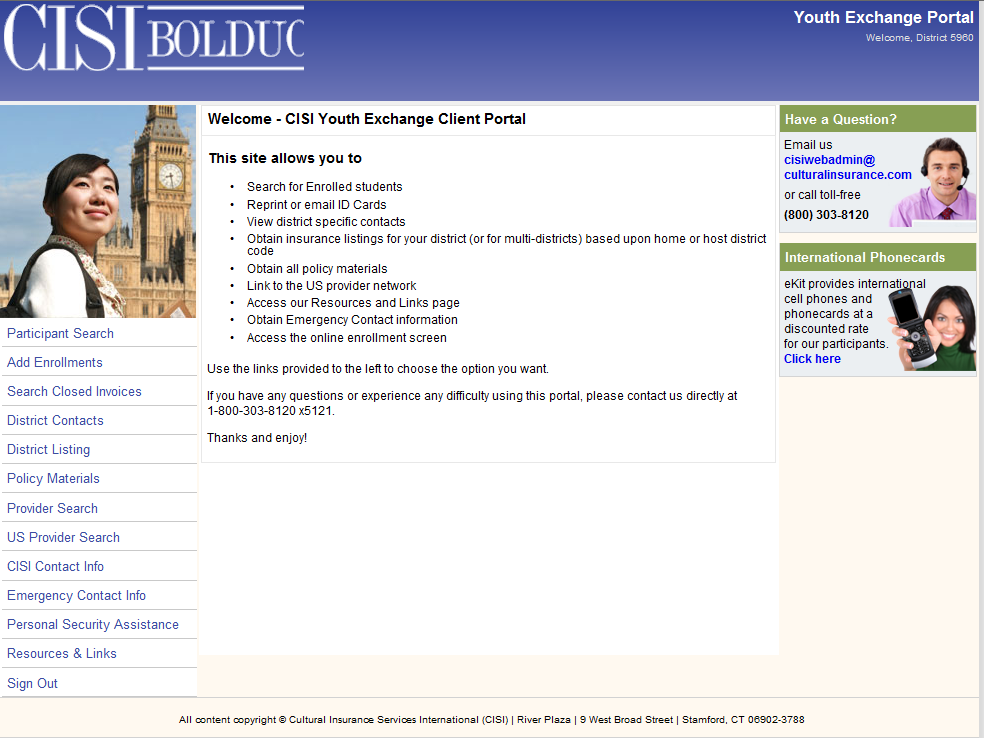 CISI BOLDUC
Youth Exchange Portal
Welcome, District 5960
Welcome - CISI Youth Exchange Client Portal
This site allows you to
• Search for Enrolled students
• Reprint or email ID Cards
• View district specific contacts
• Obtain insurance listings for your district (or for multi-districts) based upon home or host district
code
• Obtain all policy materials
• Link to the US provider network
• Access our Resources and Links page
• Obtain Emergency Contact information
• Access the online enrollment screen
Use the links provided to the left to choose the option you want.
If you have any questions or experience any difficulty using this portal, please contact us directly at
1-800-303-8120 x5121.
Thanks and enjoy!
Have a Question?
Email us
cisiwebadmin@
culturalinsurance.com
or call toll-free
(800) 303-8120
International Phonecards
eKit provides international
cell phones and
phonecards at a
discounted rate
for our participants.
Click here
Participant Search
Add Enrollments
Search Closed Invoices
District Contacts
District Listing
Policy Materials
Provider Search
US Provider Search
CISI Contact Info
Emergency Contact Info
Personal Security Assistance
Resources & Links
Sign Out
All content copyright © Cultural Insurance Services International (CISI) | River Plaza | 9 West Broad Street | Stamford, CT 06902-3788